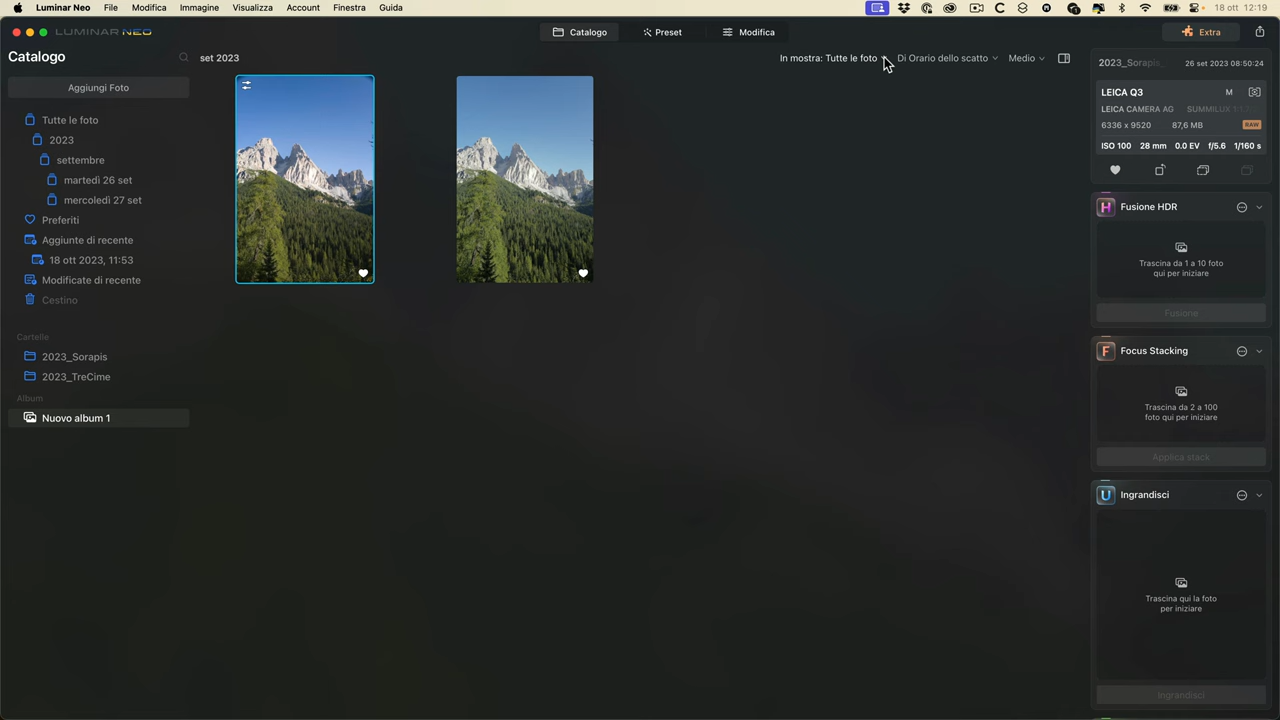 Luminar Neo File Modifica Immagine Visualizza Account Finestra Guida 18 ott 12:19
LUMINAR NEO Catalogo Preset Modifica Extra
Catalogo set 2023 In mostra: Tutte le foto Di Orario dello scatto Medio
Aggiungi Foto
Tutte le foto
2023
settembre
martedì 26 set
mercoledì 27 set
Preferiti
Aggiunte di recente
18 ott 2023, 11:53
Modificate di recente
Cestino
Cartelle
2023_Sorapis
2023_TreCime
Album
Nuovo album 1
2023_Sorapis 26 set 2023 08:50:24
LEICA Q3 M
LEICA CAMERA AG SUMMILUX
6336 x 9520 87,6 MB RAW
ISO 100 28 mm 0.0 EV f/5.6 1/160 s
H Fusione HDR
Trascina da 1 a 10 foto
qui per iniziare
Fusione
F Focus Stacking
Trascina da 2 a 100
foto qui per iniziare
Applica stack
U Ingrandisci
Trascina qui la foto
per iniziare
Ingrandisci